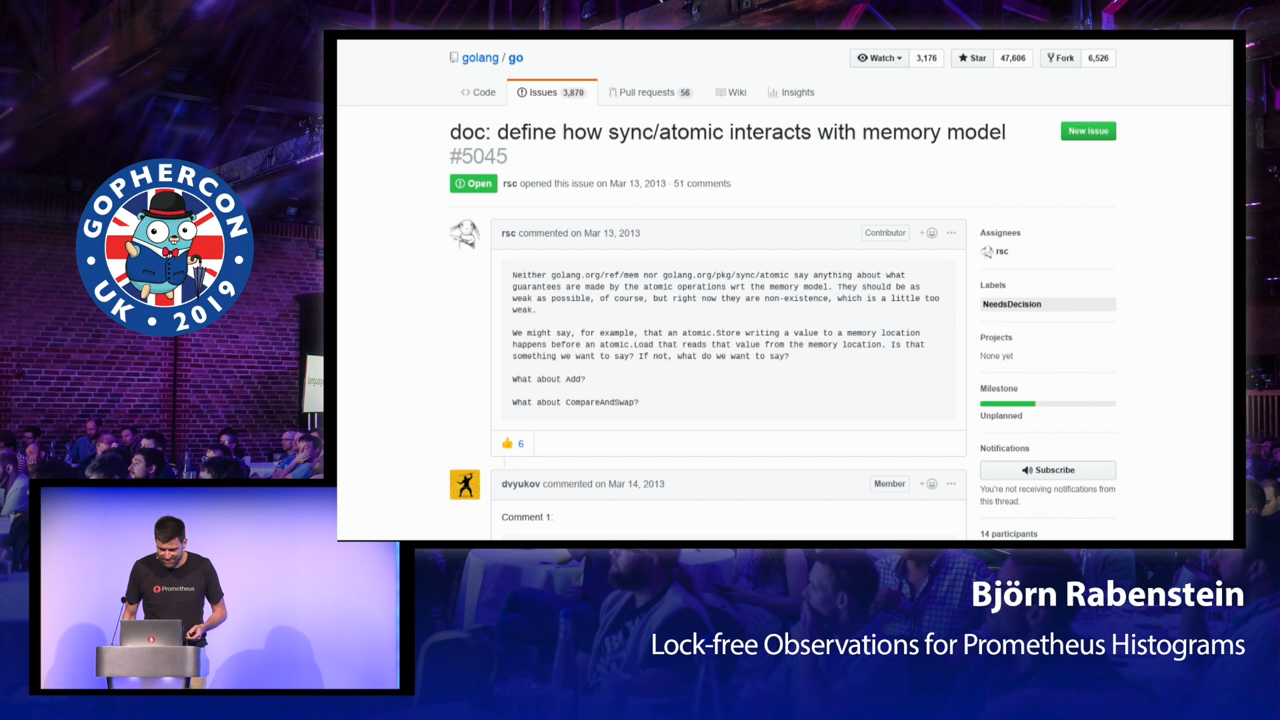 golang / go
Watch 3,176
Star 47,606
Fork 6,526
Code
Issues 3,870
Pull requests 56
Wiki
Insights
doc: define how sync/atomic interacts with memory model
#5045
New issue
Open rsc opened this issue on Mar 13, 2013 · 51 comments
rsc commented on Mar 13, 2013
Contributor
Neither golang.org/ref/mem nor golang.org/pkg/sync/atomic say anything about what
guarantees are made by the atomic operations wrt the memory model. They should be as
weak as possible, of course, but right now they are non-existence, which is a little too
weak.
We might say, for example, that an atomic.Store writing a value to a memory location
happens before an atomic.Load that reads that value from the memory location. Is that
something we want to say? If not, what do we want to say?
What about Add?
What about CompareAndSwap?
6
dvyukov commented on Mar 14, 2013
Member
Comment 1:
Assignees
rsc
Labels
NeedsDecision
Projects
None yet
Milestone
Unplanned
Notifications
Subscribe
You're not receiving notifications from
this thread.
14 participants
GOPHERCON
UK • 2019
Prometheus
Björn Rabenstein
Lock-free Observations for Prometheus Histograms